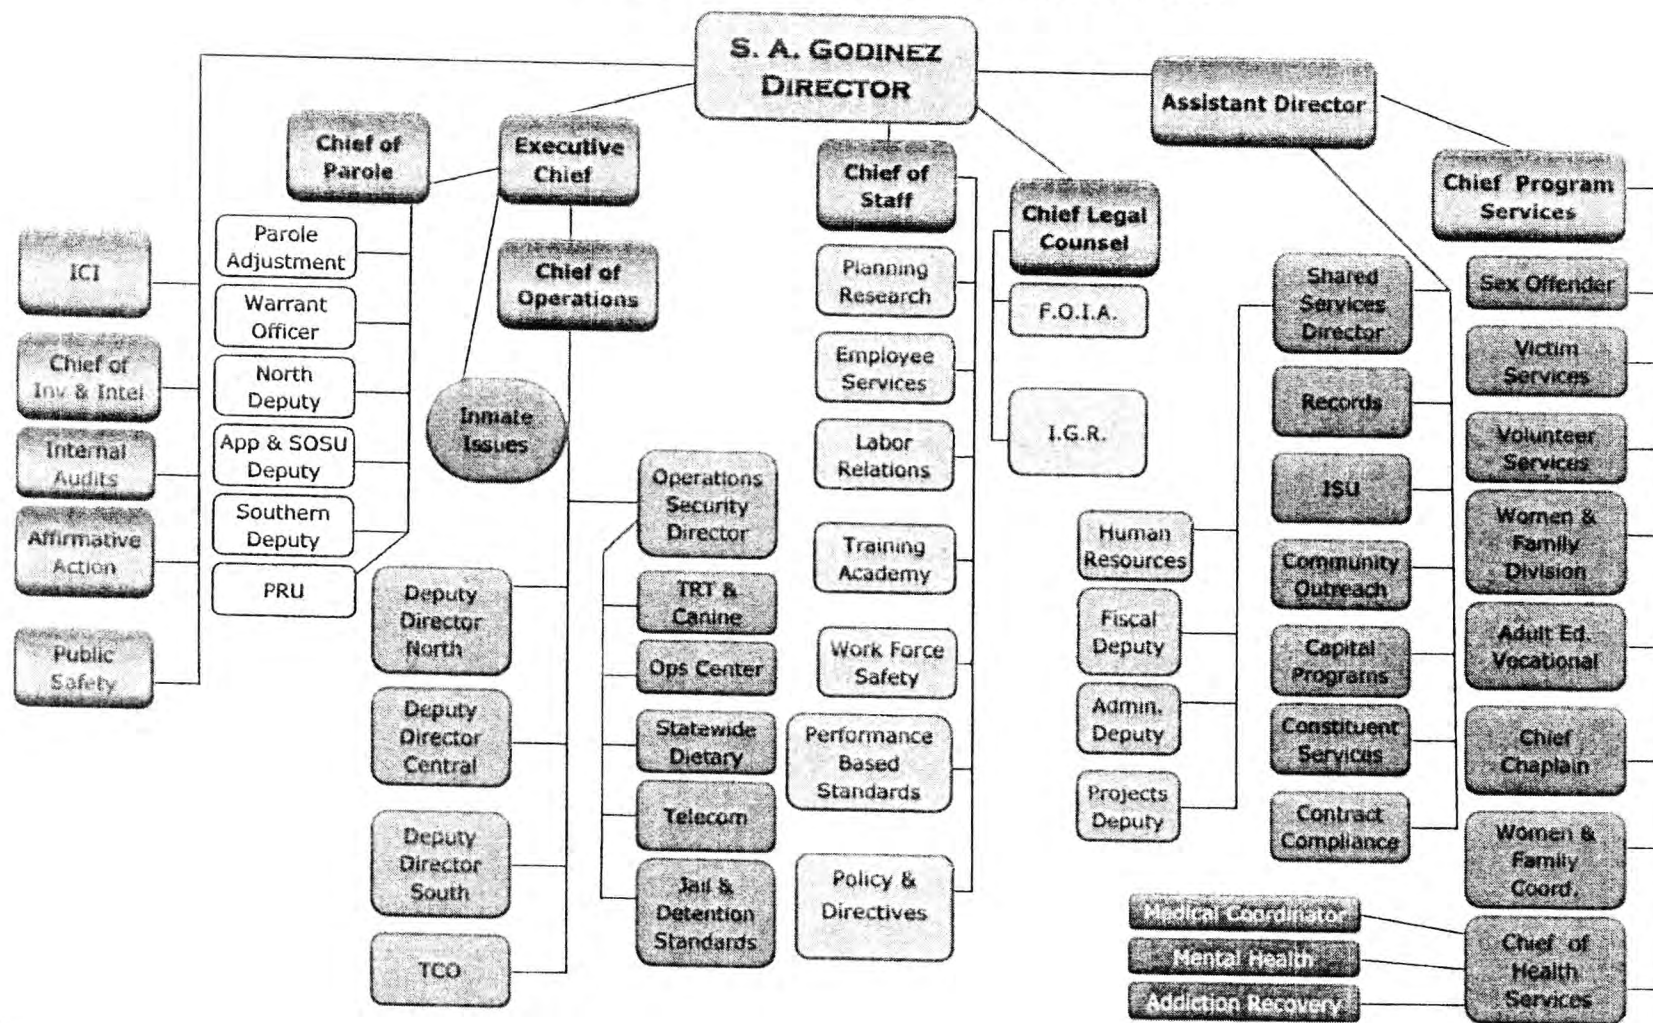 S. A. GODINEZ
DIRECTOR
Assistant Director
Chief of
Parole
Executive
Chief
Chief of
Staff
Chief Legal
Counsel
Chief Program
Services
ICI
Chief of
Inv & Intel
Internal
Audits
Affirmative
Action
Public
Safety
Parole
Adjustment
Warrant
Officer
North
Deputy
App & SOSU
Deputy
Southern
Deputy
PRU
Chief of
Operations
Inmate
Issues
Deputy
Director
North
Deputy
Director
Central
Deputy
Director
South
TCO
Operations
Security
Director
TRT &
Canine
Ops Center
Statewide
Dietary
Telecom
Jail &
Detention
Standards
Planning
Research
Employee
Services
Labor
Relations
Training
Academy
Work Force
Safety
Performance
Based
Standards
Policy &
Directives
F.O.I.A.
I.G.R.
Human
Resources
Fiscal
Deputy
Admin.
Deputy
Projects
Deputy
Shared
Services
Director
Records
ISU
Community
Outreach
Capital
Programs
Constituent
Services
Contract
Compliance
Sex Offender
Victim
Services
Volunteer
Services
Women &
Family
Division
Adult Ed.
Vocational
Chief
Chaplain
Women &
Family
Coord.
Chief of
Health
Services
Medical Coordinator
Mental Health
Addiction Recovery